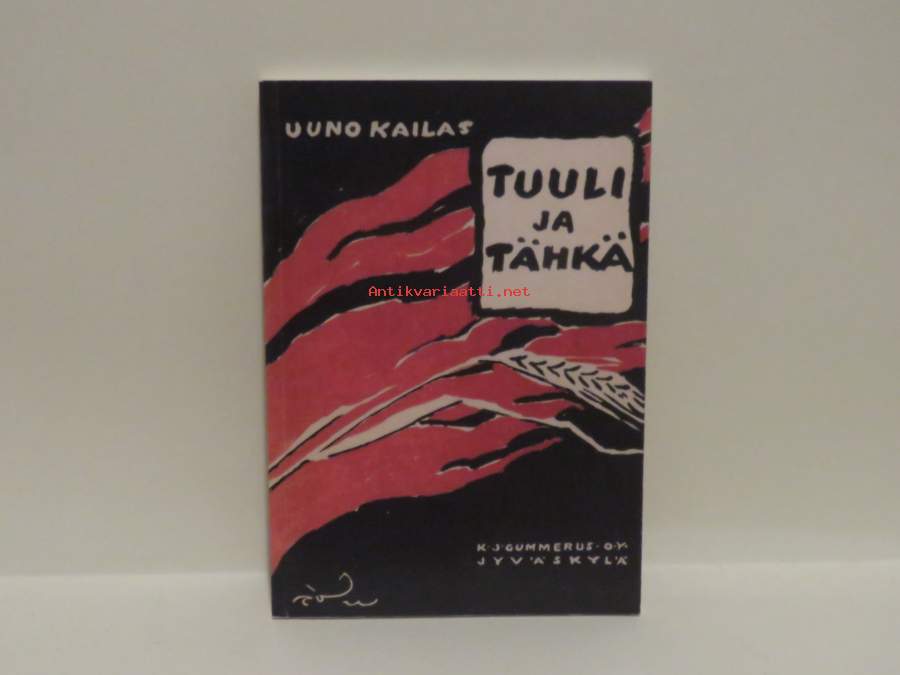 UUNO KAILAS
TUULI
JA
TÄHKÄ
Antikvariaatti.net
K·J·GUMMERUS·O·Y·
JYVÄSKYLÄ